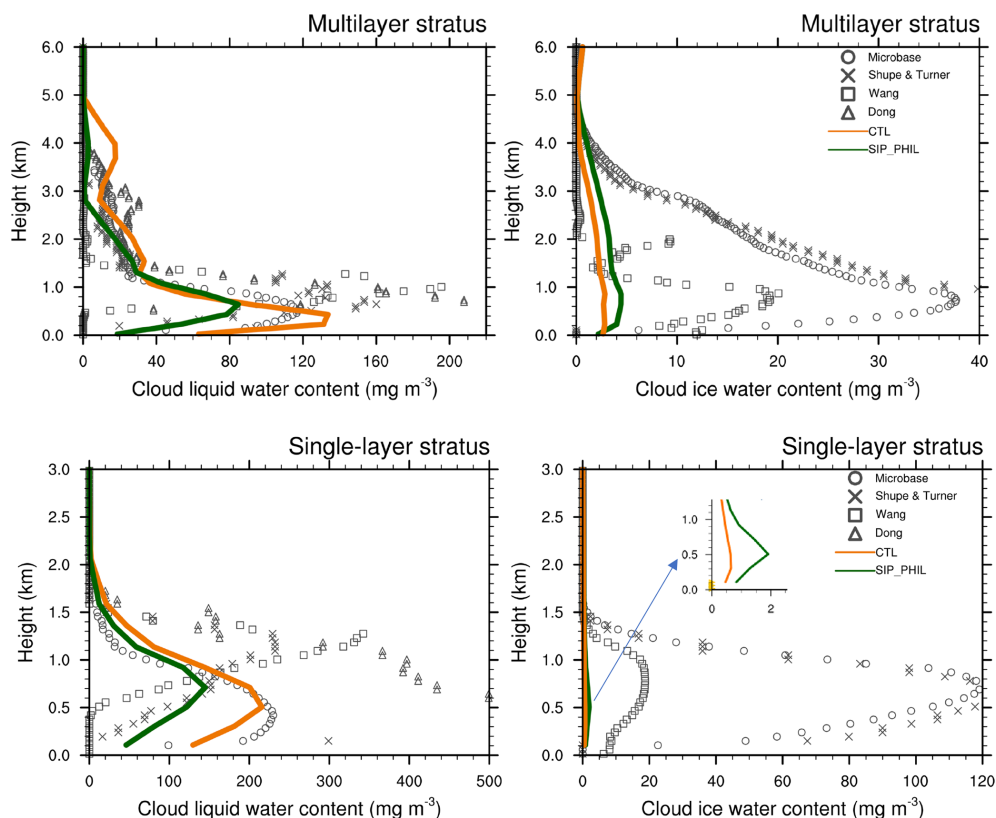 Multilayer stratus
6.0
5.0
4.0
3.0
2.0
1.0
0.0
Height (km)
0 40 80 120 160 200
Cloud liquid water content (mg m-3)
Multilayer stratus
Microbase
Shupe & Turner
Wang
Dong
CTL
SIP_PHIL
6.0
5.0
4.0
3.0
2.0
1.0
0.0
Height (km)
0 10 20 30 40
Cloud ice water content (mg m-3)
Single-layer stratus
3.0
2.5
2.0
1.5
1.0
0.5
0.0
Height (km)
0 100 200 300 400 500
Cloud liquid water content (mg m-3)
Single-layer stratus
Microbase
Shupe & Turner
Wang
Dong
CTL
SIP_PHIL
1.0
0.5
0.0
0 2
3.0
2.5
2.0
1.5
1.0
0.5
0.0
Height (km)
0 20 40 60 80 100 120
Cloud ice water content (mg m-3)